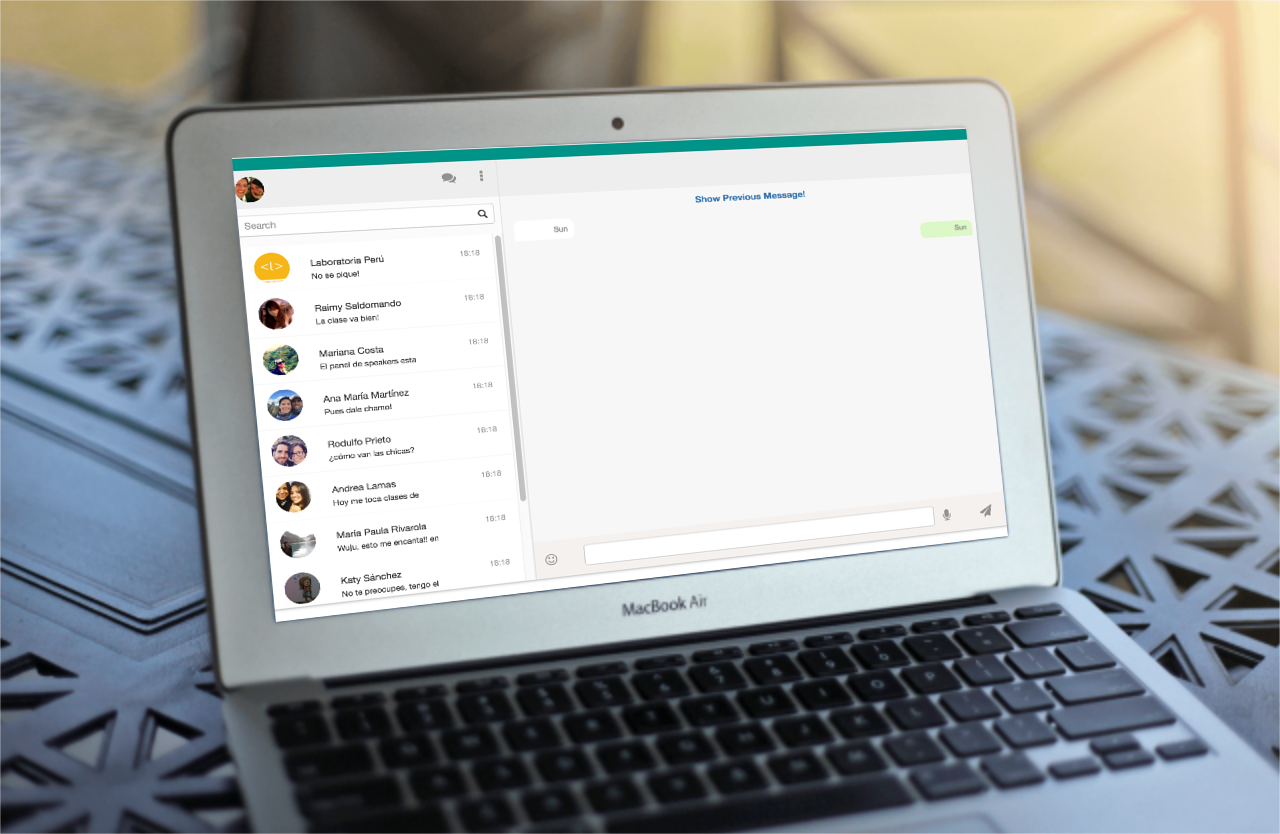 Show Previous Message!
Search
Sun
Sun
Laboratoria Perú
18:18
No se pique!
Raimy Saldomando
18:18
La clase va bien!
Mariana Costa
18:18
El panel de speakers esta
Ana María Martínez
18:18
Pues dale chamo!
Rodulfo Prieto
18:18
¿cómo van las chicas?
Andrea Lamas
18:18
Hoy me toca clases de
María Paula Rivarola
18:18
Wuju, esto me encanta!! en
Katy Sánchez
18:18
No te preocupes, tengo el
MacBook Air